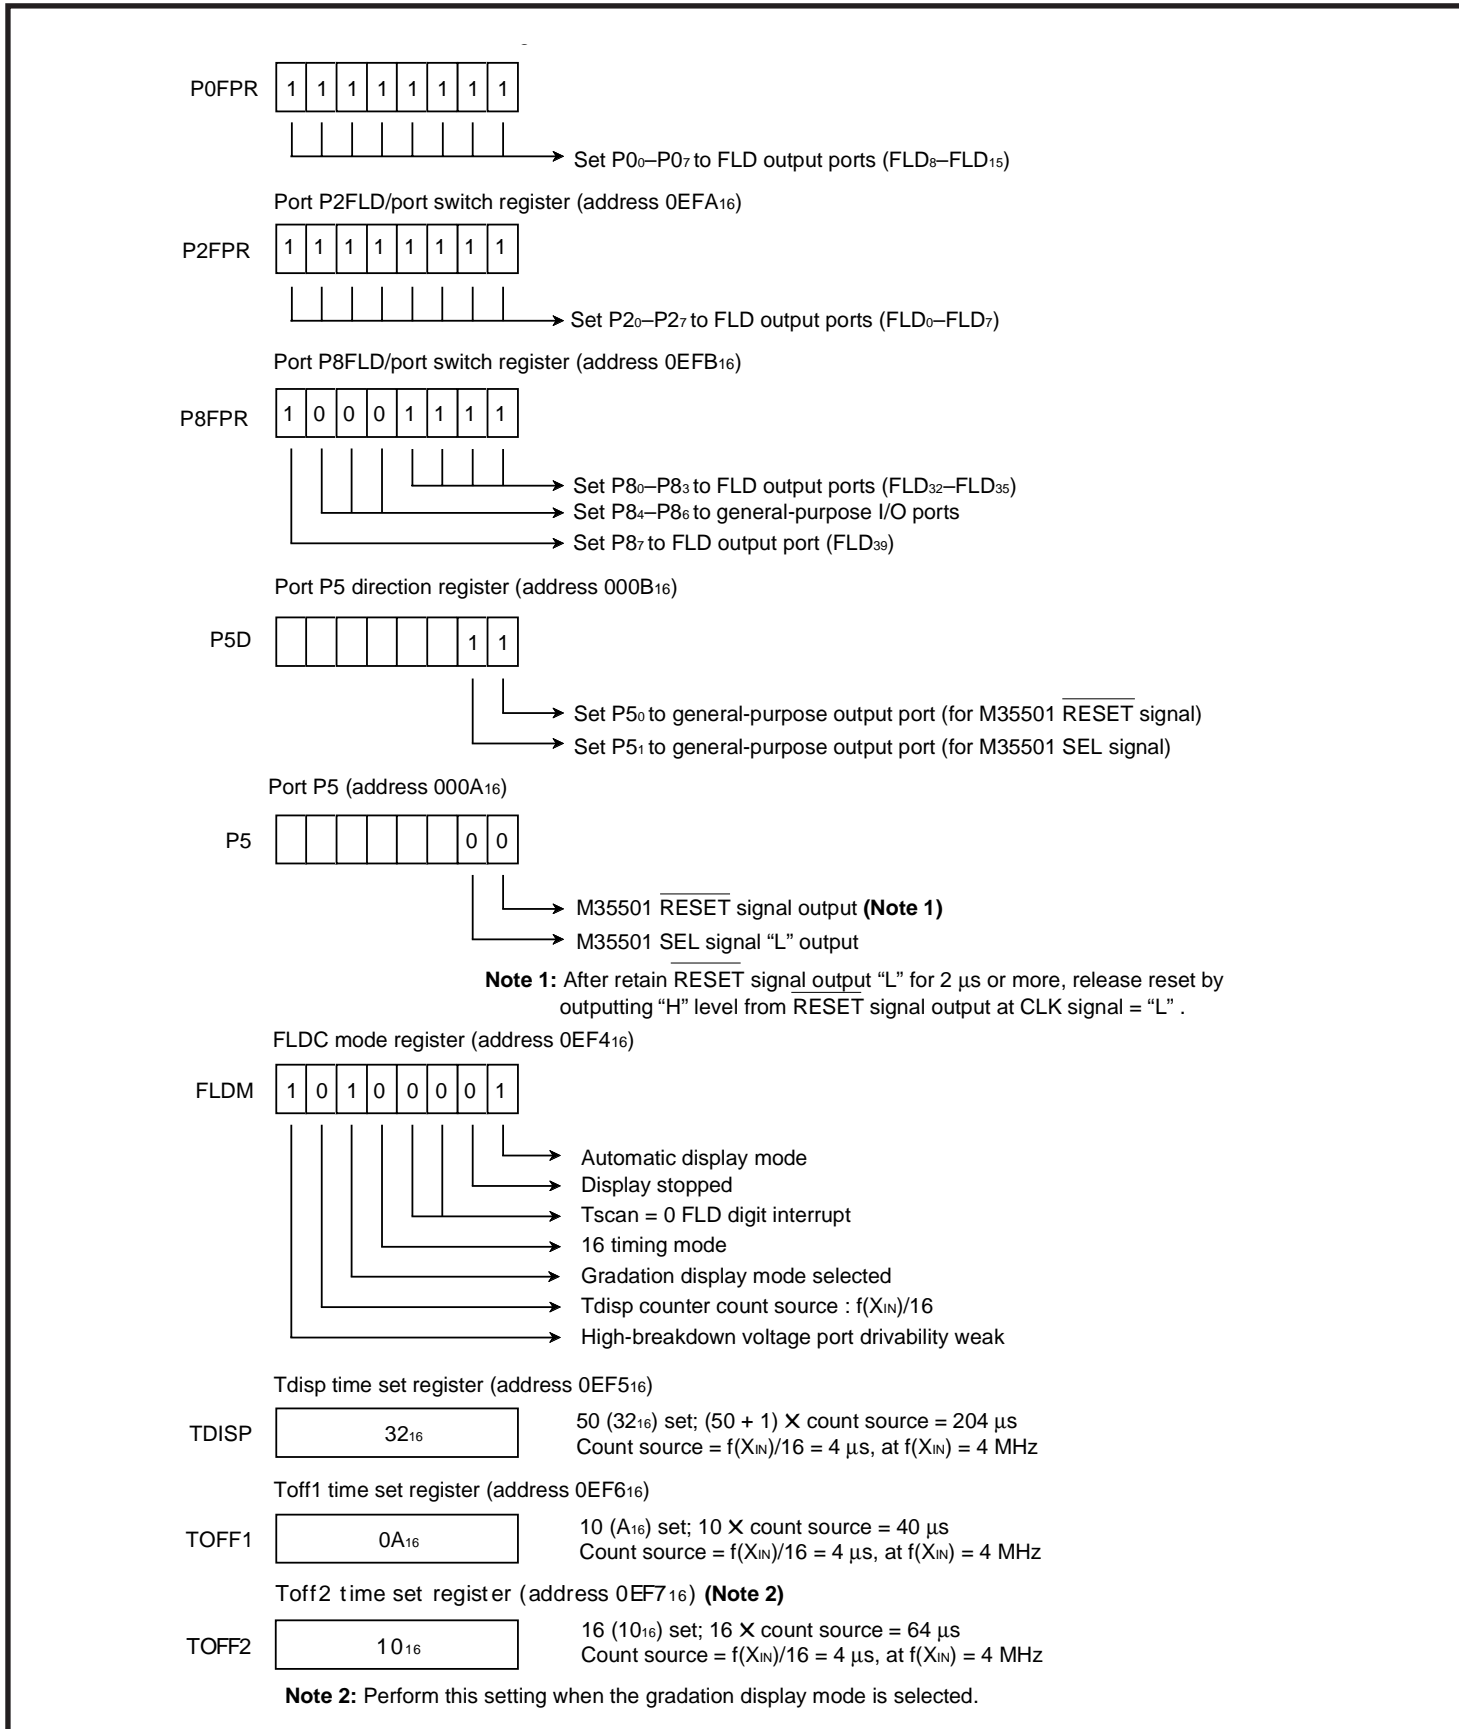 P0FPR 1 1 1 1 1 1 1 1
Set P0₀–P0₇ to FLD output ports (FLD₈–FLD₁₅)
Port P2FLD/port switch register (address 0EFA₁₆)
P2FPR 1 1 1 1 1 1 1 1
Set P2₀–P2₇ to FLD output ports (FLD₀–FLD₇)
Port P8FLD/port switch register (address 0EFB₁₆)
P8FPR 1 0 0 0 1 1 1 1
Set P8₀–P8₃ to FLD output ports (FLD₃₂–FLD₃₅)
Set P8₄–P8₆ to general-purpose I/O ports
Set P8₇ to FLD output port (FLD₃₉)
Port P5 direction register (address 000B₁₆)
P5D 1 1
Set P5₀ to general-purpose output port (for M35501 R̅E̅S̅E̅T̅ signal)
Set P5₁ to general-purpose output port (for M35501 SEL signal)
Port P5 (address 000A₁₆)
P5 0 0
M35501 R̅E̅S̅E̅T̅ signal output (Note 1)
M35501 SEL signal “L” output
Note 1: After retain R̅E̅S̅E̅T̅ signal output “L” for 2 μs or more, release reset by
outputting “H” level from R̅E̅S̅E̅T̅ signal output at CLK signal = “L” .
FLDC mode register (address 0EF4₁₆)
FLDM 1 0 1 0 0 0 0 1
Automatic display mode
Display stopped
Tscan = 0 FLD digit interrupt
16 timing mode
Gradation display mode selected
Tdisp counter count source : f(XIN)/16
High-breakdown voltage port drivability weak
Tdisp time set register (address 0EF5₁₆)
TDISP 32₁₆ 50 (32₁₆) set; (50 + 1) ✕ count source = 204 μs
Count source = f(XIN)/16 = 4 μs, at f(XIN) = 4 MHz
Toff1 time set register (address 0EF6₁₆)
TOFF1 0A₁₆ 10 (A₁₆) set; 10 ✕ count source = 40 μs
Count source = f(XIN)/16 = 4 μs, at f(XIN) = 4 MHz
Toff2 time set register (address 0EF7₁₆) (Note 2)
TOFF2 10₁₆ 16 (10₁₆) set; 16 ✕ count source = 64 μs
Count source = f(XIN)/16 = 4 μs, at f(XIN) = 4 MHz
Note 2: Perform this setting when the gradation display mode is selected.